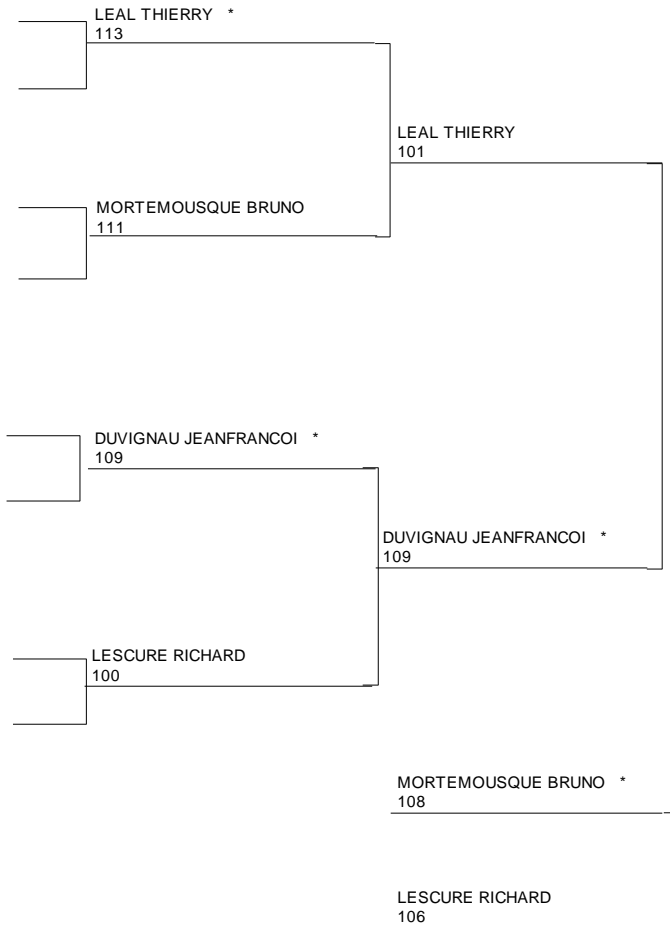 LEAL THIERRY *
113
LEAL THIERRY
101
MORTEMOUSQUE BRUNO
111
DUVIGNAU JEANFRANCOI *
109
DUVIGNAU JEANFRANCOI *
109
LESCURE RICHARD
100
MORTEMOUSQUE BRUNO *
108
LESCURE RICHARD
106